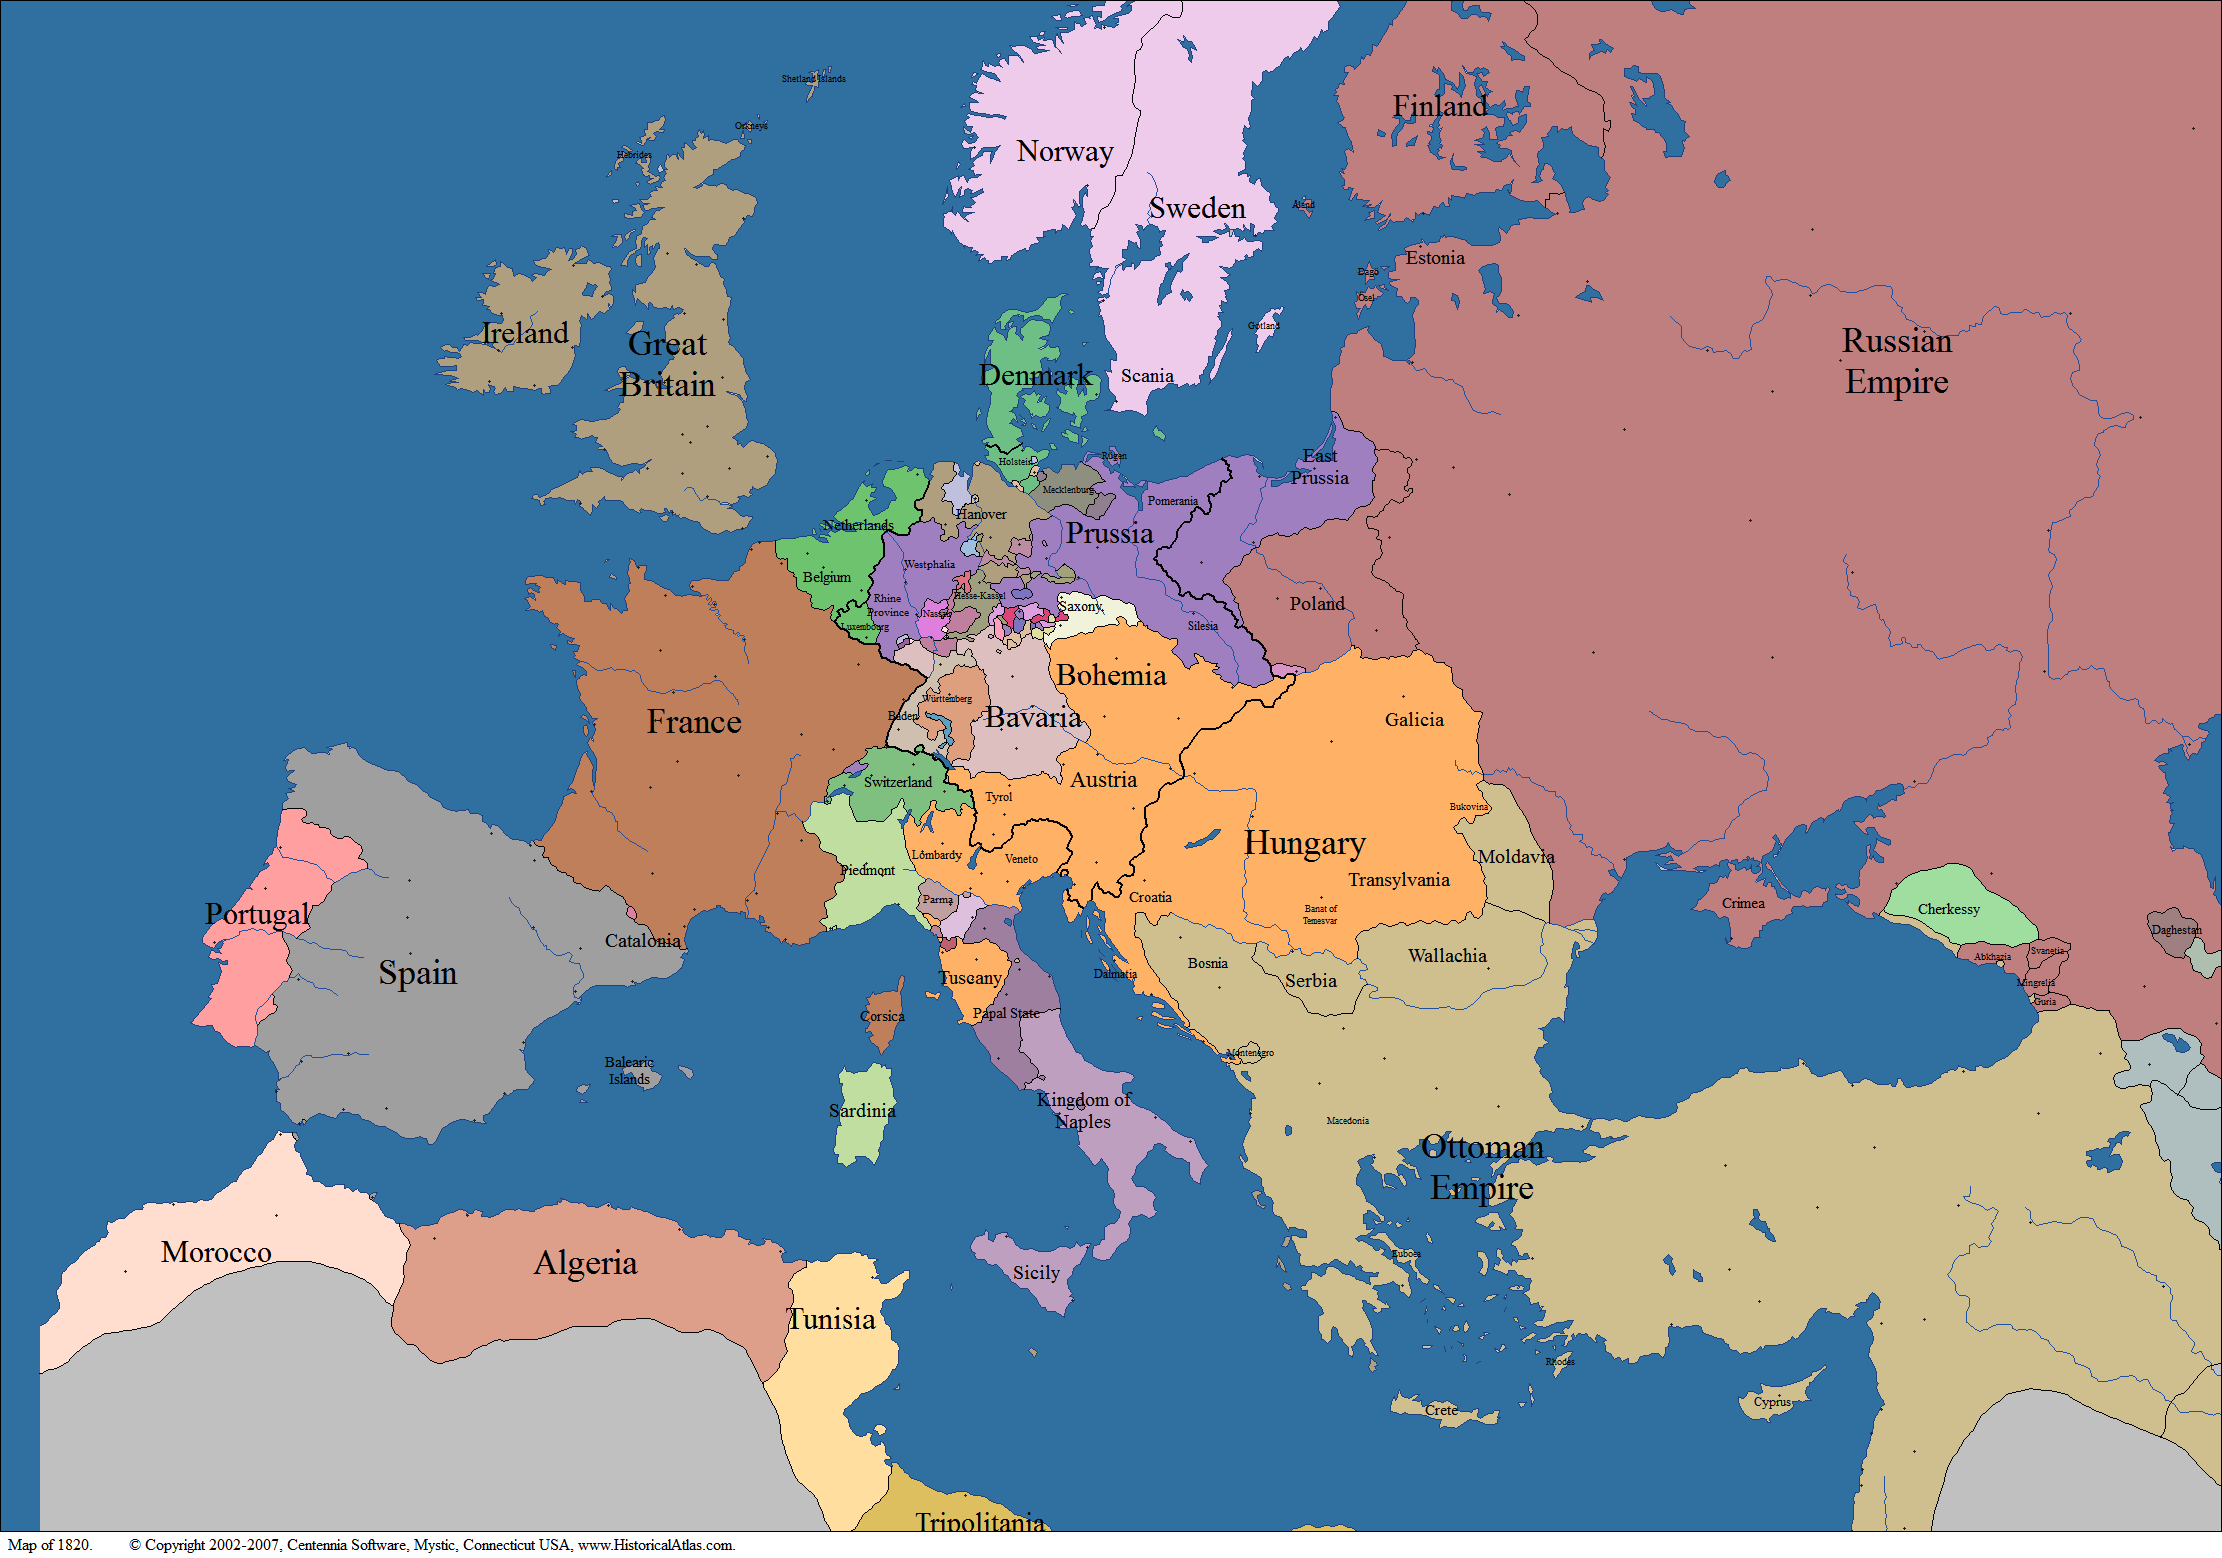 Shetland Islands
Orkneys
Hebrides
Norway
Sweden
Finland
Åland
Estonia
Dagö
Ösel
Ireland
Great
Britain
Gotland
Russian
Empire
Denmark
Scania
Holstein
Rügen
East
Prussia
Mecklenburg
Pomerania
Netherlands
Hanover
Prussia
Belgium
Westphalia
Rhine
Province
Hesse-Kassel
Nassau
Saxony
Luxembourg
Silesia
Poland
Bohemia
Württemberg
Baden
Bavaria
France
Galicia
Switzerland
Tyrol
Austria
Bukovina
Hungary
Lombardy
Veneto
Moldavia
Piedmont
Transylvania
Parma
Croatia
Banat of
Temesvar
Crimea
Cherkessy
Portugal
Catalonia
Daghestan
Spain
Tuscany
Dalmatia
Bosnia
Serbia
Wallachia
Svanetia
Abkhazia
Mingrelia
Guria
Corsica
Papal State
Montenegro
Balearic
Islands
Sardinia
Kingdom of
Naples
Macedonia
Ottoman
Empire
Morocco
Algeria
Sicily
Euboea
Tunisia
Rhodes
Crete
Cyprus
Tripolitania
Map of 1820. © Copyright 2002-2007, Centennia Software, Mystic, Connecticut USA, www.HistoricalAtlas.com.